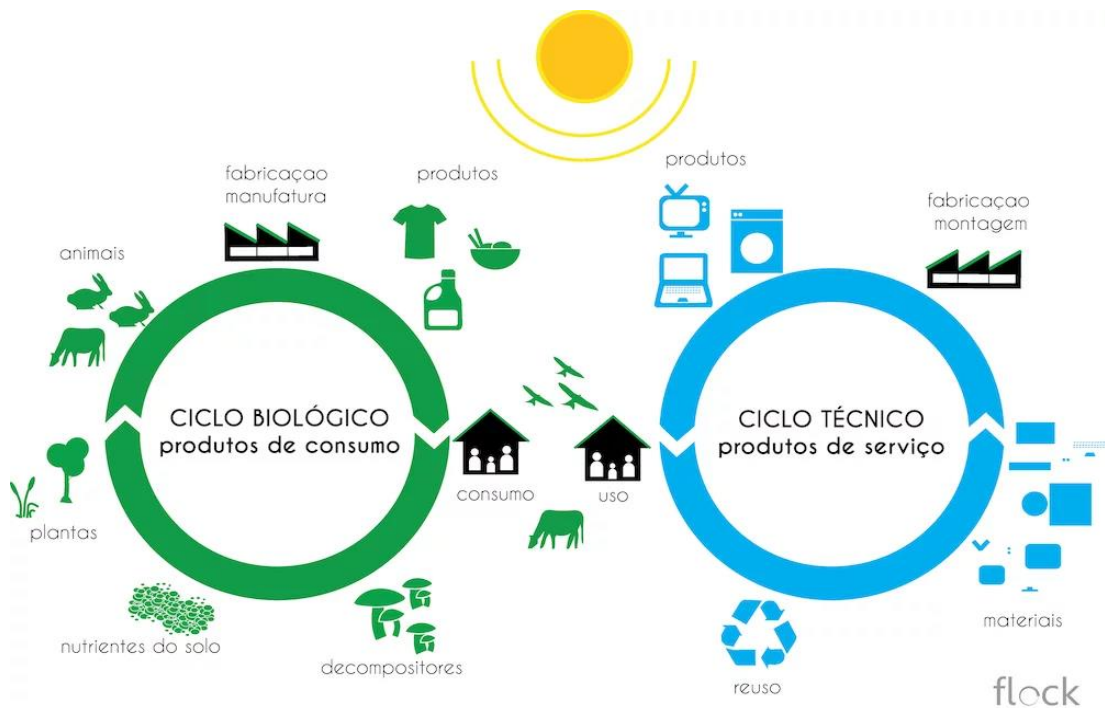 produtos
fabricaçao
manufatura
produtos
fabricaçao
montagem
animais
CICLO BIOLÓGICO
produtos de consumo
CICLO TÉCNICO
produtos de serviço
consumo
uso
plantas
nutrientes do solo
decompositores
materiais
reuso
flock